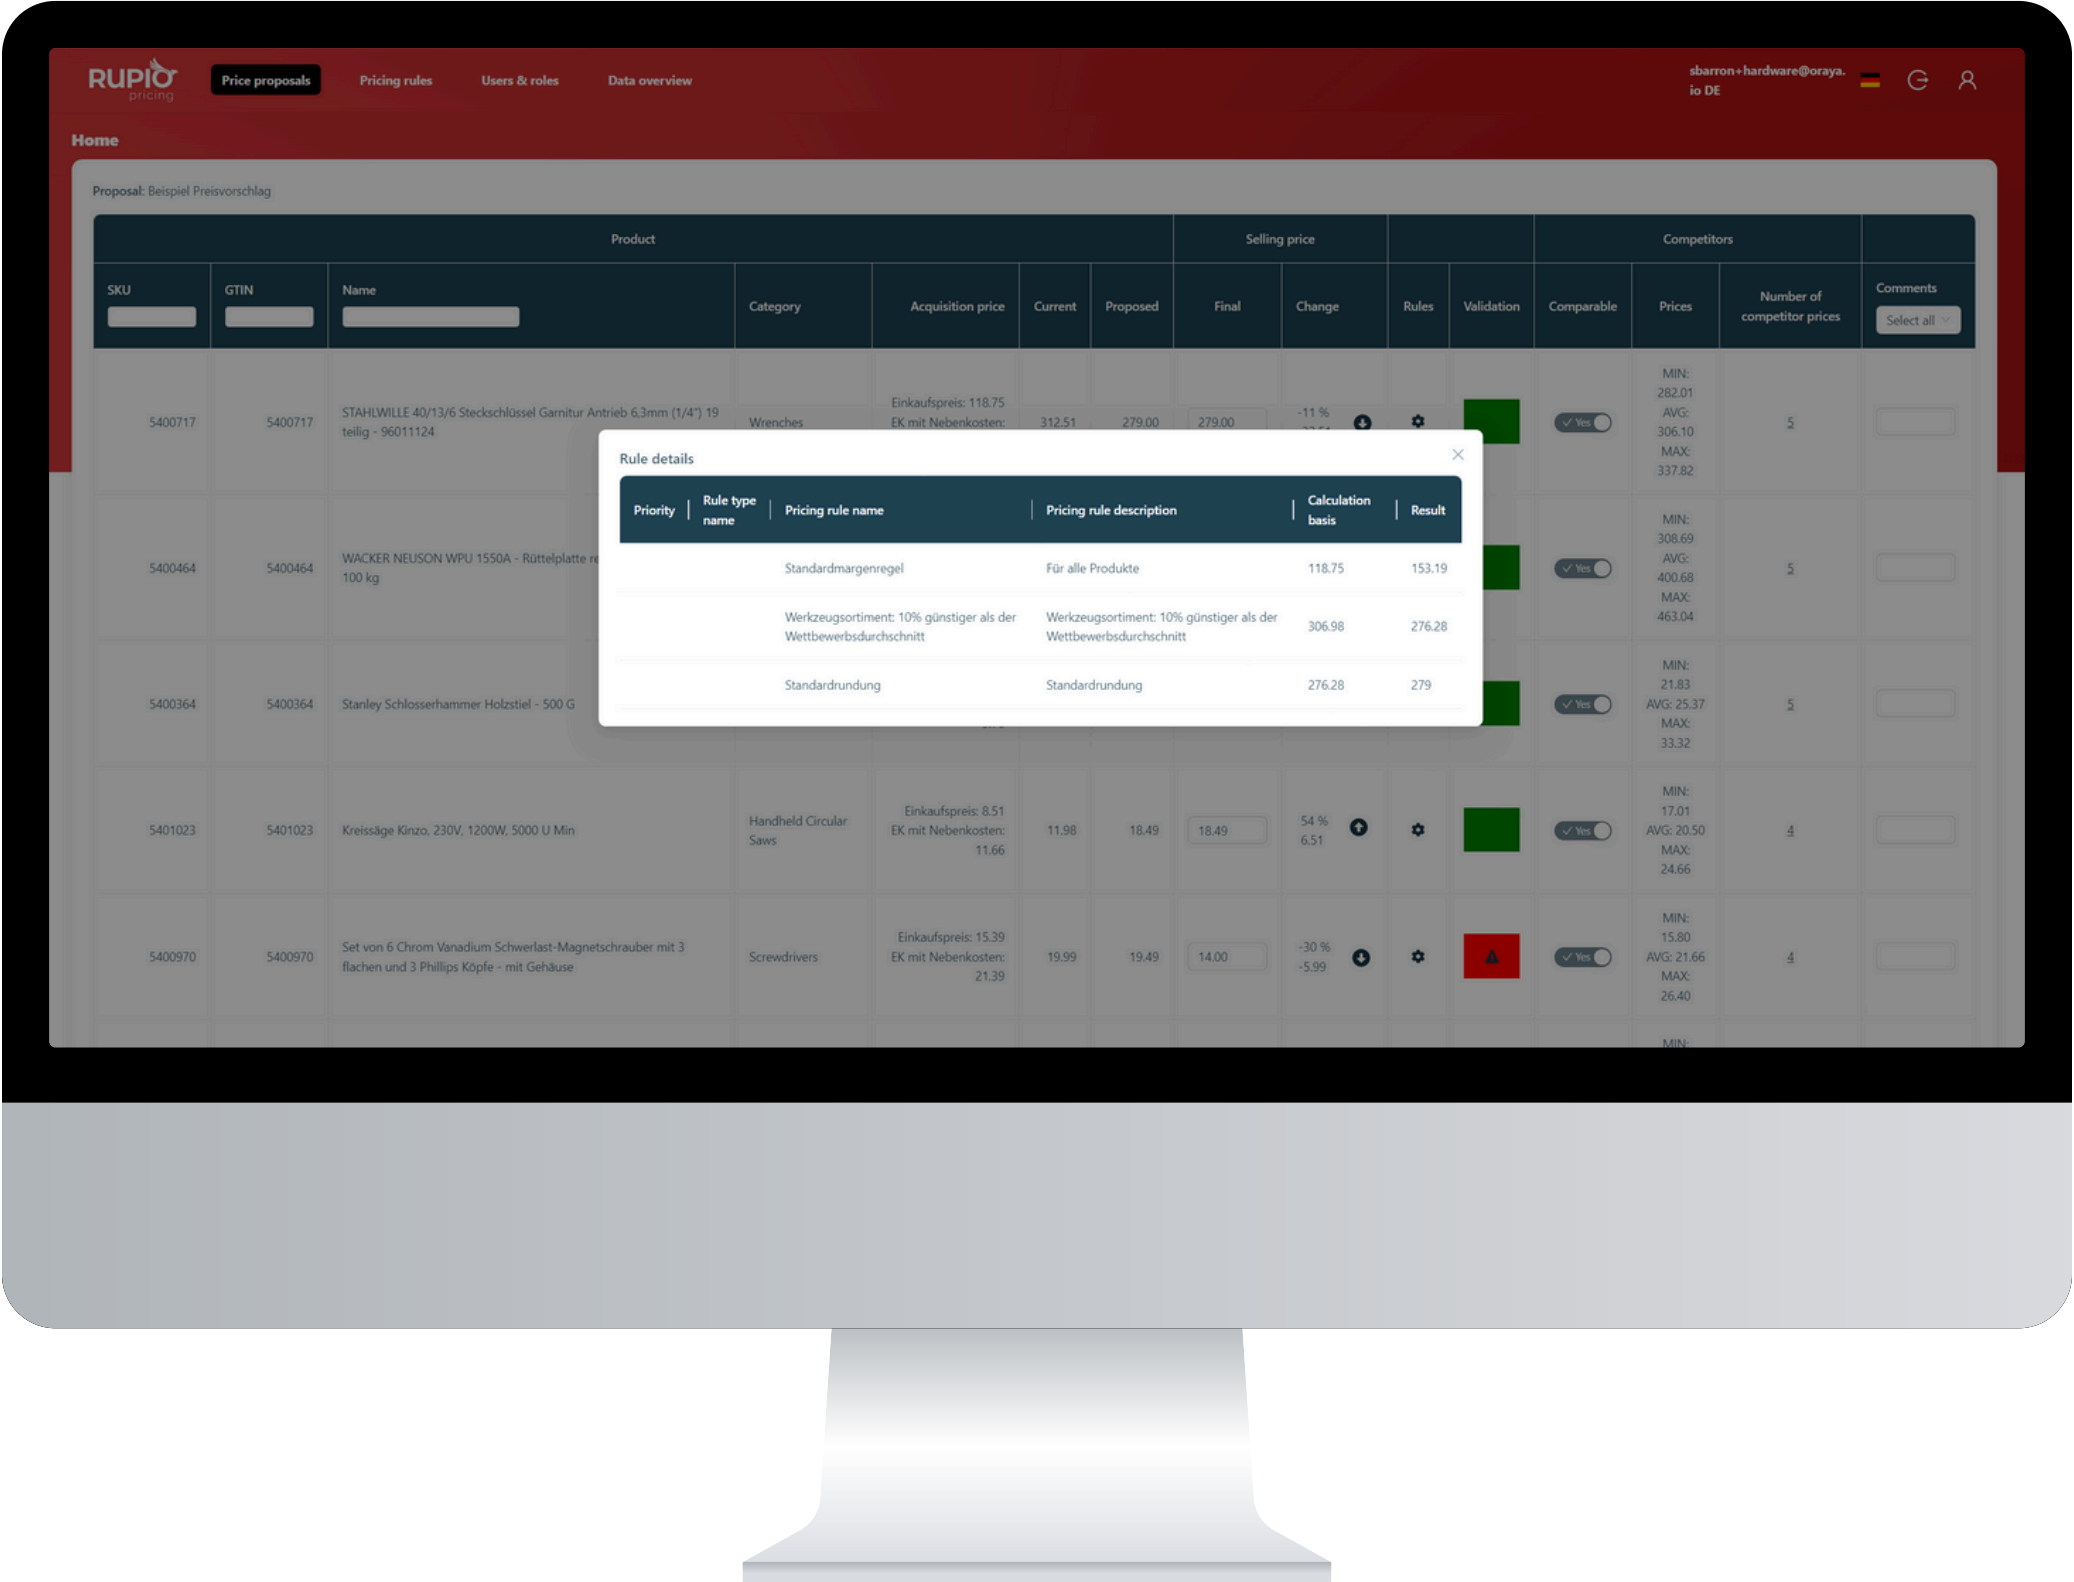 RUPIO
pricing
Price proposals
Pricing rules
Users & roles
Data overview
sbarron+hardware@oraya.
io DE
Home
Proposal: Beispiel Preisvorschlag
Product
Selling price
Competitors
SKU
GTIN
Name
Category
Acquisition price
Current
Proposed
Final
Change
Rules
Validation
Comparable
Prices
Number of
competitor prices
Comments
Select all
5400717
5400717
STAHLWILLE 40/13/6 Steckschlüssel Garnitur Antrieb 6,3mm (1/4") 19
teilig - 96011124
Wrenches
Einkaufspreis: 118.75
EK mit Nebenkosten:
312.51
279.00
279.00
-11 %
Yes
MIN:
282.01
AVG:
306.10
MAX:
337.82
5
5400464
5400464
WACKER NEUSON WPU 1550A - Rüttelplatte re
100 kg
Yes
MIN:
308.69
AVG:
400.68
MAX:
463.04
5
5400364
5400364
Stanley Schlosserhammer Holzstiel - 500 G
Yes
MIN:
21.83
AVG: 25.37
MAX:
33.32
5
Rule details
Priority
Rule type
name
Pricing rule name
Pricing rule description
Calculation
basis
Result
Standardmargenregel
Für alle Produkte
118.75
153.19
Werkzeugsortiment: 10% günstiger als der
Wettbewerbsdurchschnitt
Werkzeugsortiment: 10% günstiger als der
Wettbewerbsdurchschnitt
306.98
276.28
Standardrundung
Standardrundung
276.28
279
5401023
5401023
Kreissäge Kinzo, 230V, 1200W, 5000 U Min
Handheld Circular
Saws
Einkaufspreis: 8.51
EK mit Nebenkosten:
11.66
11.98
18.49
18.49
54 %
6.51
Yes
MIN:
17.01
AVG: 20.50
MAX:
24.66
4
5400970
5400970
Set von 6 Chrom Vanadium Schwerlast-Magnetschrauber mit 3
flachen und 3 Phillips Köpfe - mit Gehäuse
Screwdrivers
Einkaufspreis: 15.39
EK mit Nebenkosten:
21.39
19.99
19.49
14.00
-30 %
-5.99
Yes
MIN:
15.80
AVG: 21.66
MAX:
26.40
4
MIN: